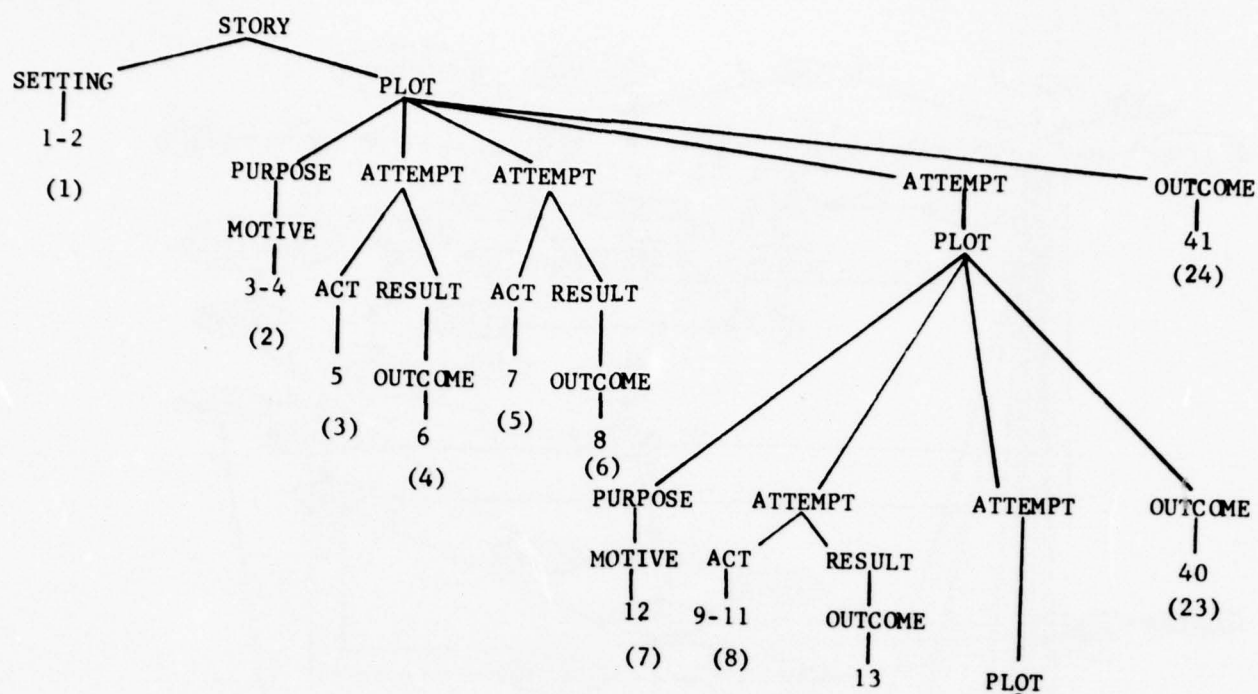 STORY
SETTING
PLOT
1-2
(1)
PURPOSE ATTEMPT ATTEMPT
ATTEMPT OUTCOME
MOTIVE
PLOT 41
(24)
3-4 ACT RESULT ACT RESULT
(2)
5 OUTCOME 7 OUTCOME
(3) 6 (5) 8
(4) (6)
PURPOSE ATTEMPT ATTEMPT OUTCOME
MOTIVE ACT RESULT
40
(23)
12 9-11 OUTCOME
(7) (8) 13 PLOT